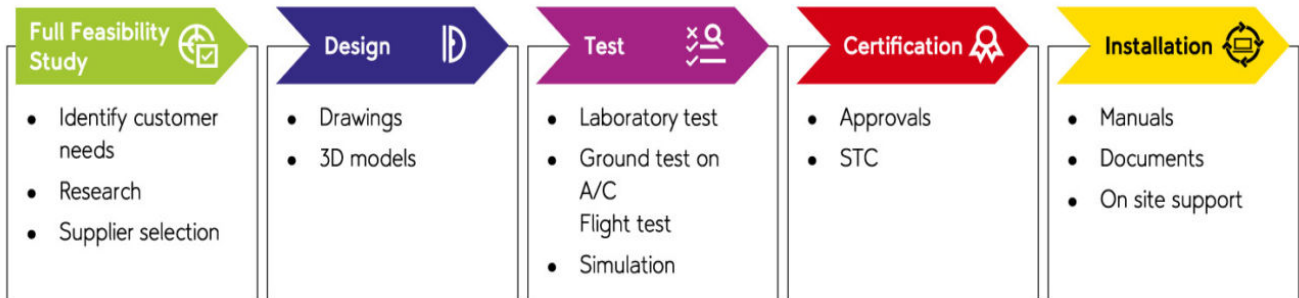 Full Feasibility
Study
• Identify customer
needs
• Research
• Supplier selection
Design
• Drawings
• 3D models
Test
• Laboratory test
• Ground test on
A/C
Flight test
• Simulation
Certification
• Approvals
• STC
Installation
• Manuals
• Documents
• On site support